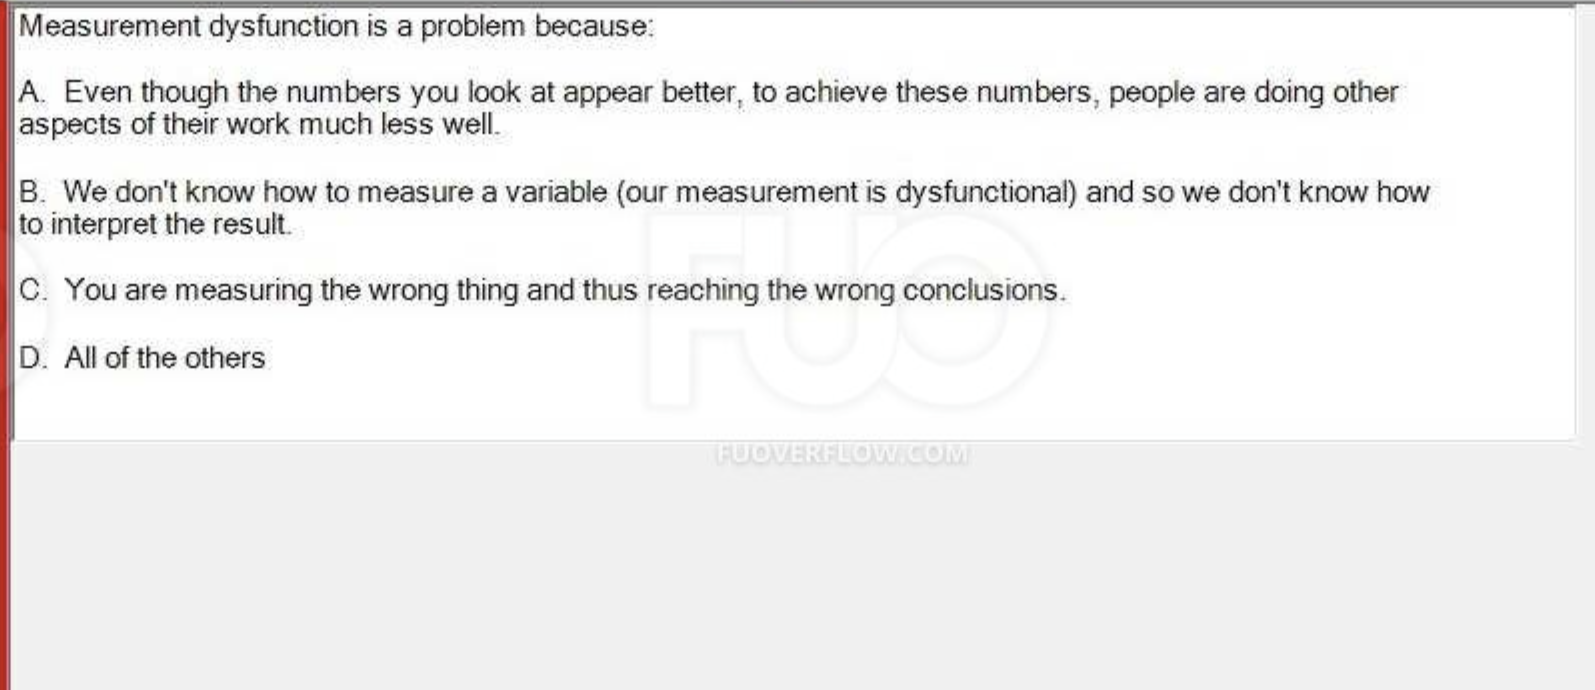 Measurement dysfunction is a problem because:
A. Even though the numbers you look at appear better, to achieve these numbers, people are doing other
aspects of their work much less well.
B. We don't know how to measure a variable (our measurement is dysfunctional) and so we don't know how
to interpret the result.
C. You are measuring the wrong thing and thus reaching the wrong conclusions.
D. All of the others
FUO
FUOVERFLOW.COM